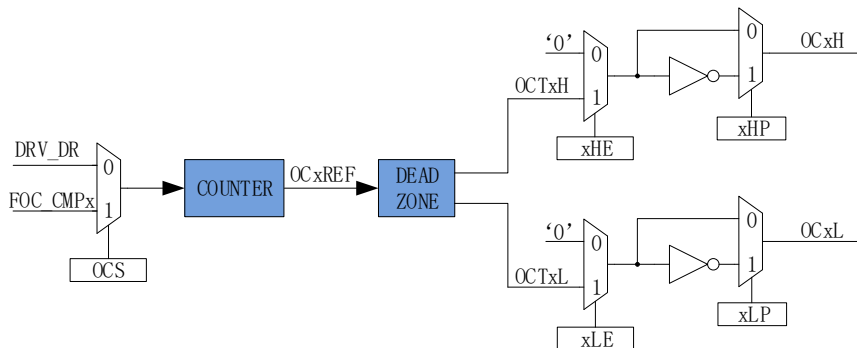 ‘0’
0
OCTxH
1
xHE
0
1
xHP
OCxH
DRV_DR
0
FOC_CMPx
1
OCS
COUNTER
OCxREF
DEAD
ZONE
‘0’
0
OCTxL
1
xLE
0
1
xLP
OCxL